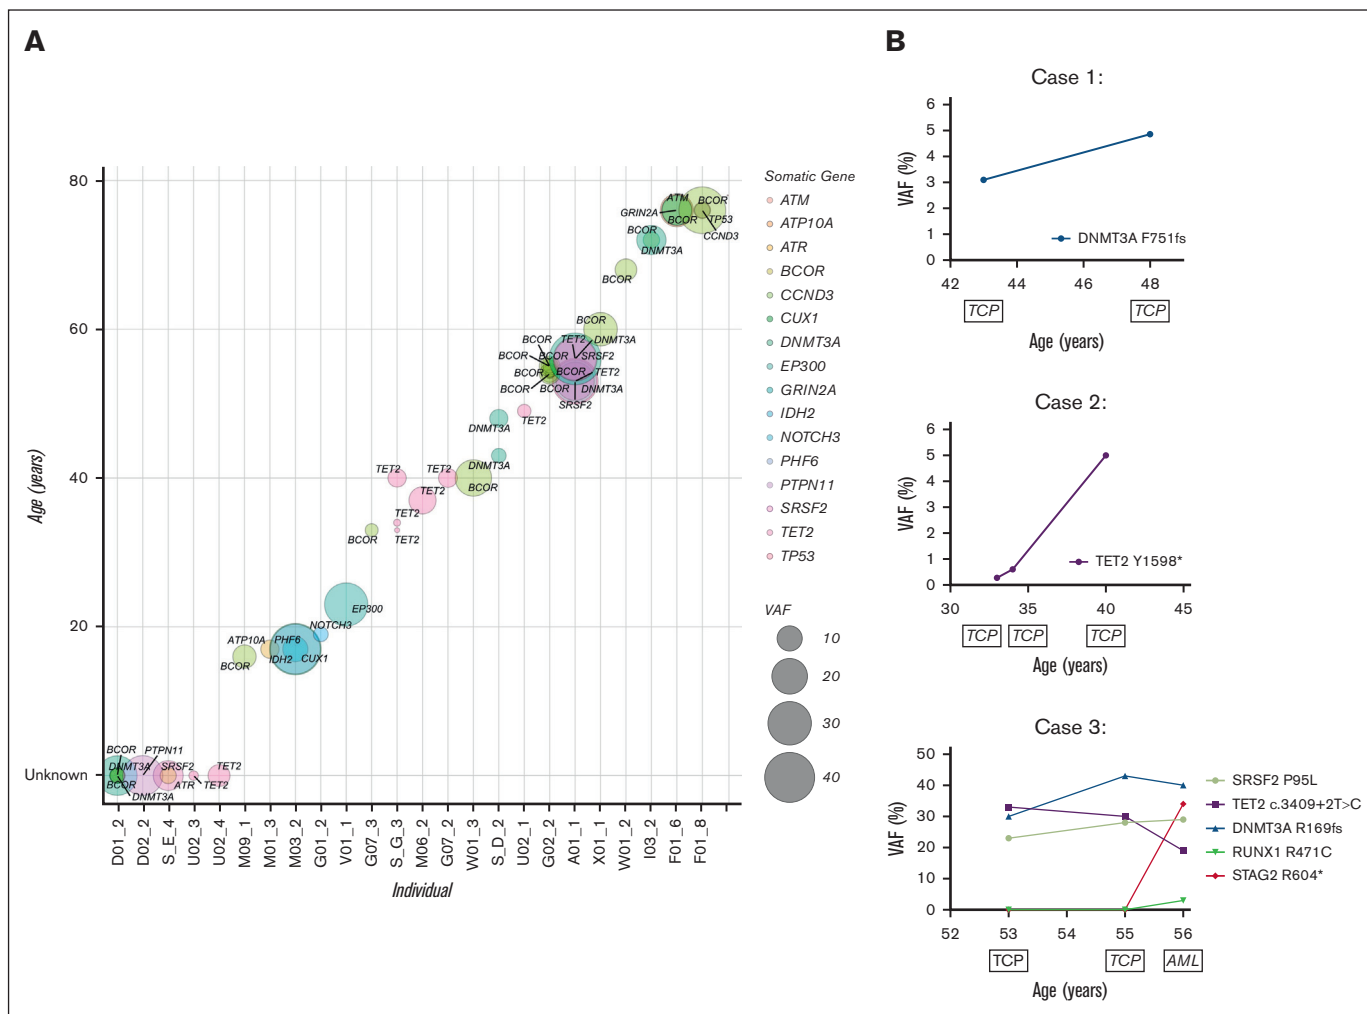 A
80
60
40
20
Unknown
Age (years)
ATM
GRIN2A
BCOR
BCOR
TP53
CCND3
BCOR
DNMT3A
BCOR
BCOR
BCOR
TET2
DNMT3A
BCOR
BCOR
SRSF2
BCOR
BCOR
TET2
BCOR
BCOR
DNMT3A
SRSF2
TET2
DNMT3A
DNMT3A
TET2
TET2
TET2
BCOR
TET2
TET2
BCOR
EP300
NOTCH3
ATP10A
PHF6
IDH2
CUX1
BCOR
BCOR
PTPN11
DNMT3A
SRSF2
TET2
BCOR
ATR
TET2
DNMT3A
D01_2
D02_2
S_E_4
U02_3
U02_4
M09_1
M01_3
M03_2
G01_2
V01_1
G07_3
S_G_3
M06_2
G07_2
W01_3
S_D_2
U02_1
G02_2
A01_1
X01_1
W01_2
I03_2
F01_6
F01_8
Individual
Somatic Gene
ATM
ATP10A
ATR
BCOR
CCND3
CUX1
DNMT3A
EP300
GRIN2A
IDH2
NOTCH3
PHF6
PTPN11
SRSF2
TET2
TP53
VAF
10
20
30
40
B
Case 1:
6
5
4
3
2
1
0
VAF (%)
DNMT3A F751fs
42 44 46 48
TCP TCP
Age (years)
Case 2:
6
5
4
3
2
1
0
VAF (%)
TET2 Y1598*
30 35 40 45
TCP TCP TCP
Age (years)
Case 3:
50
40
30
20
10
0
VAF (%)
SRSF2 P95L
TET2 c.3409+2T>C
DNMT3A R169fs
RUNX1 R471C
STAG2 R604*
52 53 54 55 56
TCP TCP AML
Age (years)